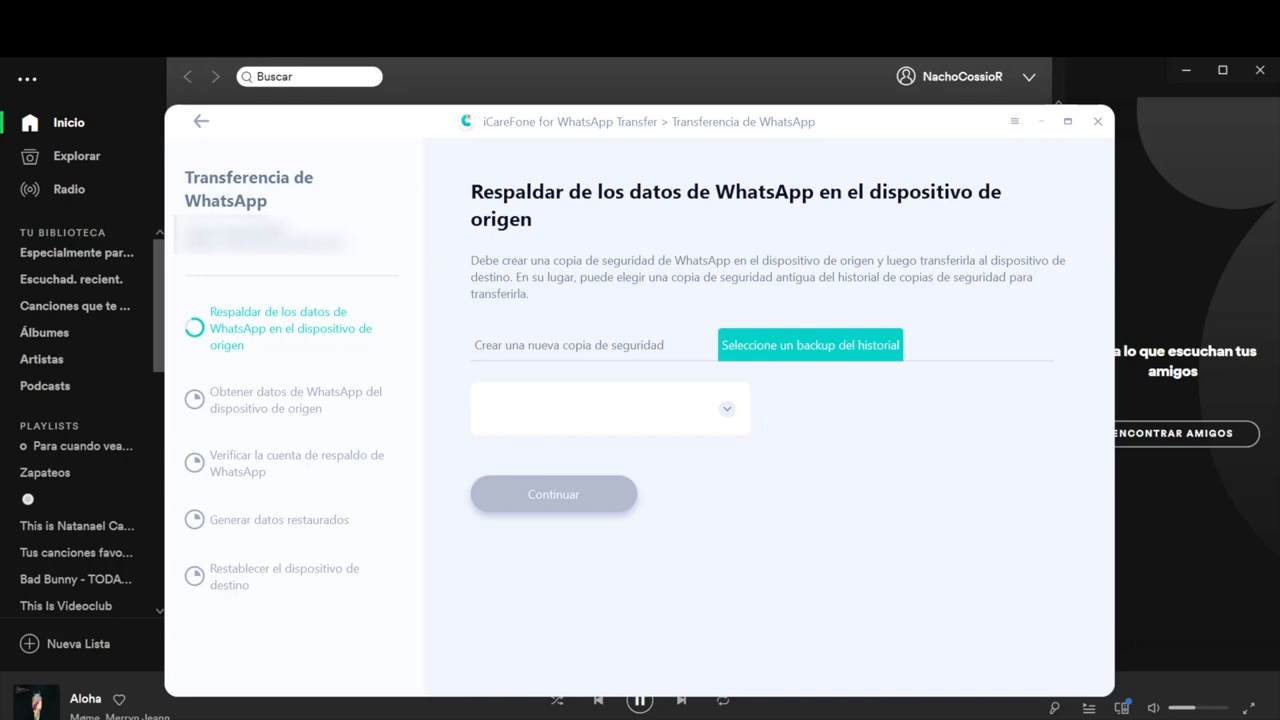 Buscar
NachoCossioR
Inicio
Explorar
Radio
TU BIBLIOTECA
Especialmente par...
Escuchad. recient.
Canciones que te ...
Álbumes
Artistas
Podcasts
PLAYLISTS
Para cuando vea...
Zapateos
This is Natanael Ca...
Tus canciones favo...
Bad Bunny - TODA...
This Is Videoclub
Nueva Lista
Aloha
Møme, Merryn Jeann
iCareFone for WhatsApp Transfer > Transferencia de WhatsApp
Transferencia de
WhatsApp
Respaldar de los datos de
WhatsApp en el dispositivo de
origen
Obtener datos de WhatsApp del
dispositivo de origen
Verificar la cuenta de respaldo de
WhatsApp
Generar datos restaurados
Restablecer el dispositivo de
destino
Respaldar de los datos de WhatsApp en el dispositivo de
origen
Debe crear una copia de seguridad de WhatsApp en el dispositivo de origen y luego transferirla al dispositivo de
destino. En su lugar, puede elegir una copia de seguridad antigua del historial de copias de seguridad para
transferirla.
Crear una nueva copia de seguridad
Seleccione un backup del historial
Continuar
a lo que escuchan tus
amigos
ENCONTRAR AMIGOS